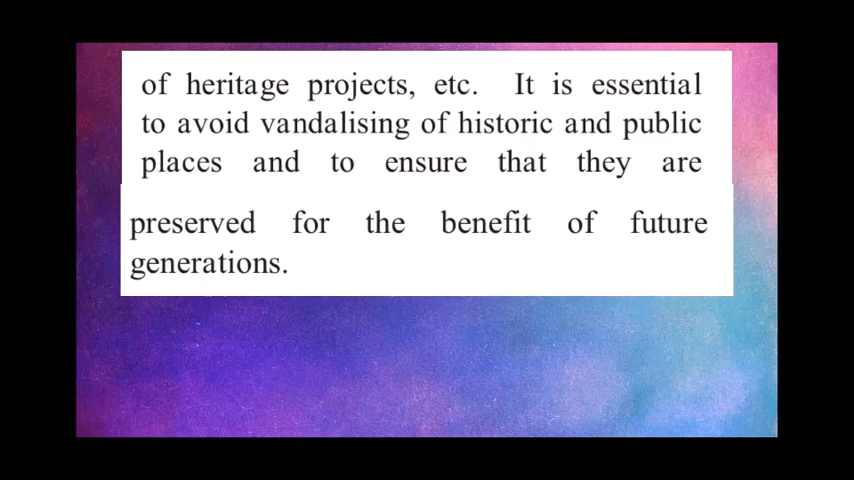 of heritage projects, etc. It is essential
to avoid vandalising of historic and public
places and to ensure that they are
preserved for the benefit of future
generations.